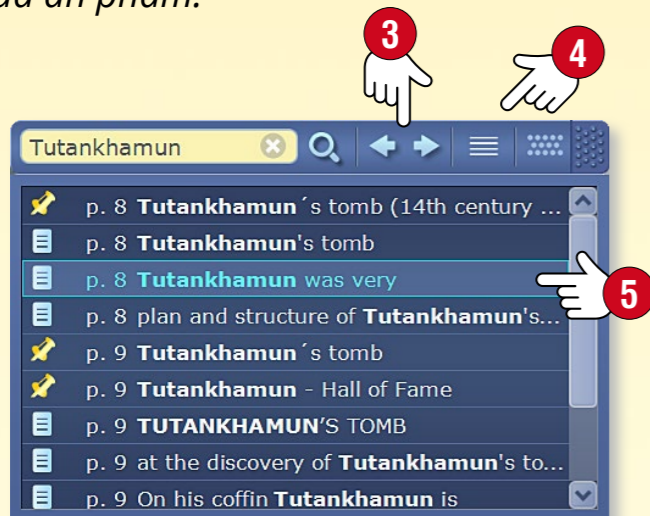 ấn phẩm.
3
4
Tutankhamun
p. 8 Tutankhamun´s tomb (14th century ...
p. 8 Tutankhamun's tomb
p. 8 Tutankhamun was very
5
p. 8 plan and structure of Tutankhamun's...
p. 9 Tutankhamun´s tomb
p. 9 Tutankhamun - Hall of Fame
p. 9 TUTANKHAMUN’S TOMB
p. 9 at the discovery of Tutankhamun's to...
p. 9 On his coffin Tutankhamun is